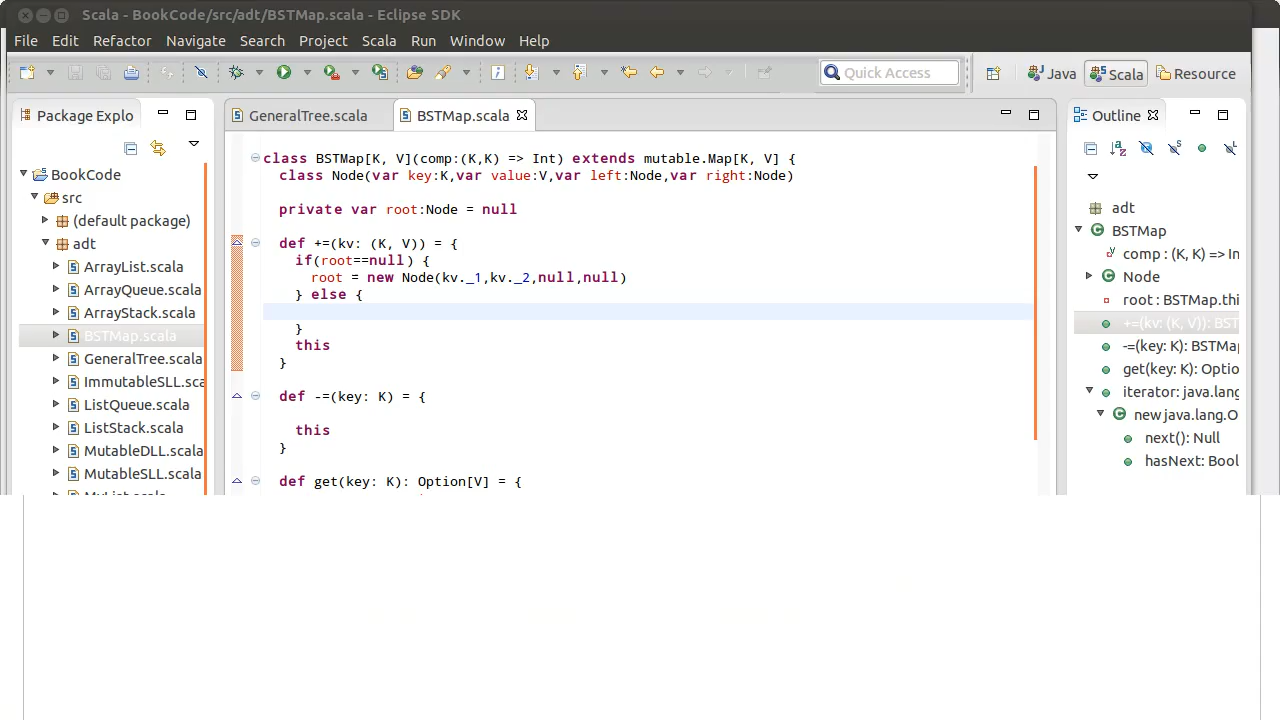 Scala - BookCode/src/adt/BSTMap.scala - Eclipse SDK
File Edit Refactor Navigate Search Project Scala Run Window Help
Quick Access Java Scala Resource
Package Explo
GeneralTree.scala BSTMap.scala
Outline
BookCode
src
(default package)
adt
ArrayList.scala
ArrayQueue.scala
ArrayStack.scala
BSTMap.scala
GeneralTree.scala
ImmutableSLL.sca
ListQueue.scala
ListStack.scala
MutableDLL.scala
MutableSLL.scala
MyList.scala
class BSTMap[K, V](comp:(K,K) => Int) extends mutable.Map[K, V] {
class Node(var key:K,var value:V,var left:Node,var right:Node)
private var root:Node = null
def +=(kv: (K, V)) = {
if(root==null) {
root = new Node(kv._1,kv._2,null,null)
} else {
}
this
}
def -=(key: K) = {
this
}
def get(key: K): Option[V] = {
adt
BSTMap
comp : (K, K) => In
Node
root : BSTMap.thi
+=(kv: (K, V)): BST
-=(key: K): BSTMa
get(key: K): Optio
iterator: java.lang
new java.lang.O
next(): Null
hasNext: Bool